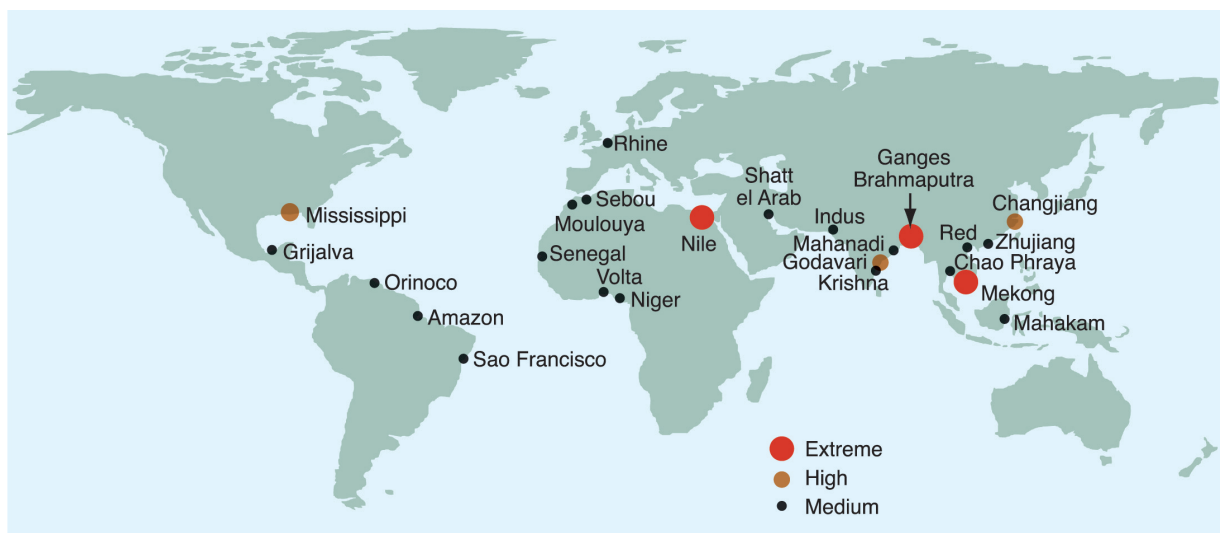 Rhine
Ganges
Brahmaputra
Shatt
el Arab
Sebou
Moulouya
Mississippi
Nile
Indus
Changjiang
Red
Zhujiang
Mahanadi
Godavari
Krishna
Chao Phraya
Mekong
Grijalva
Senegal
Volta
Niger
Orinoco
Amazon
Mahakam
Sao Francisco
Extreme
High
Medium